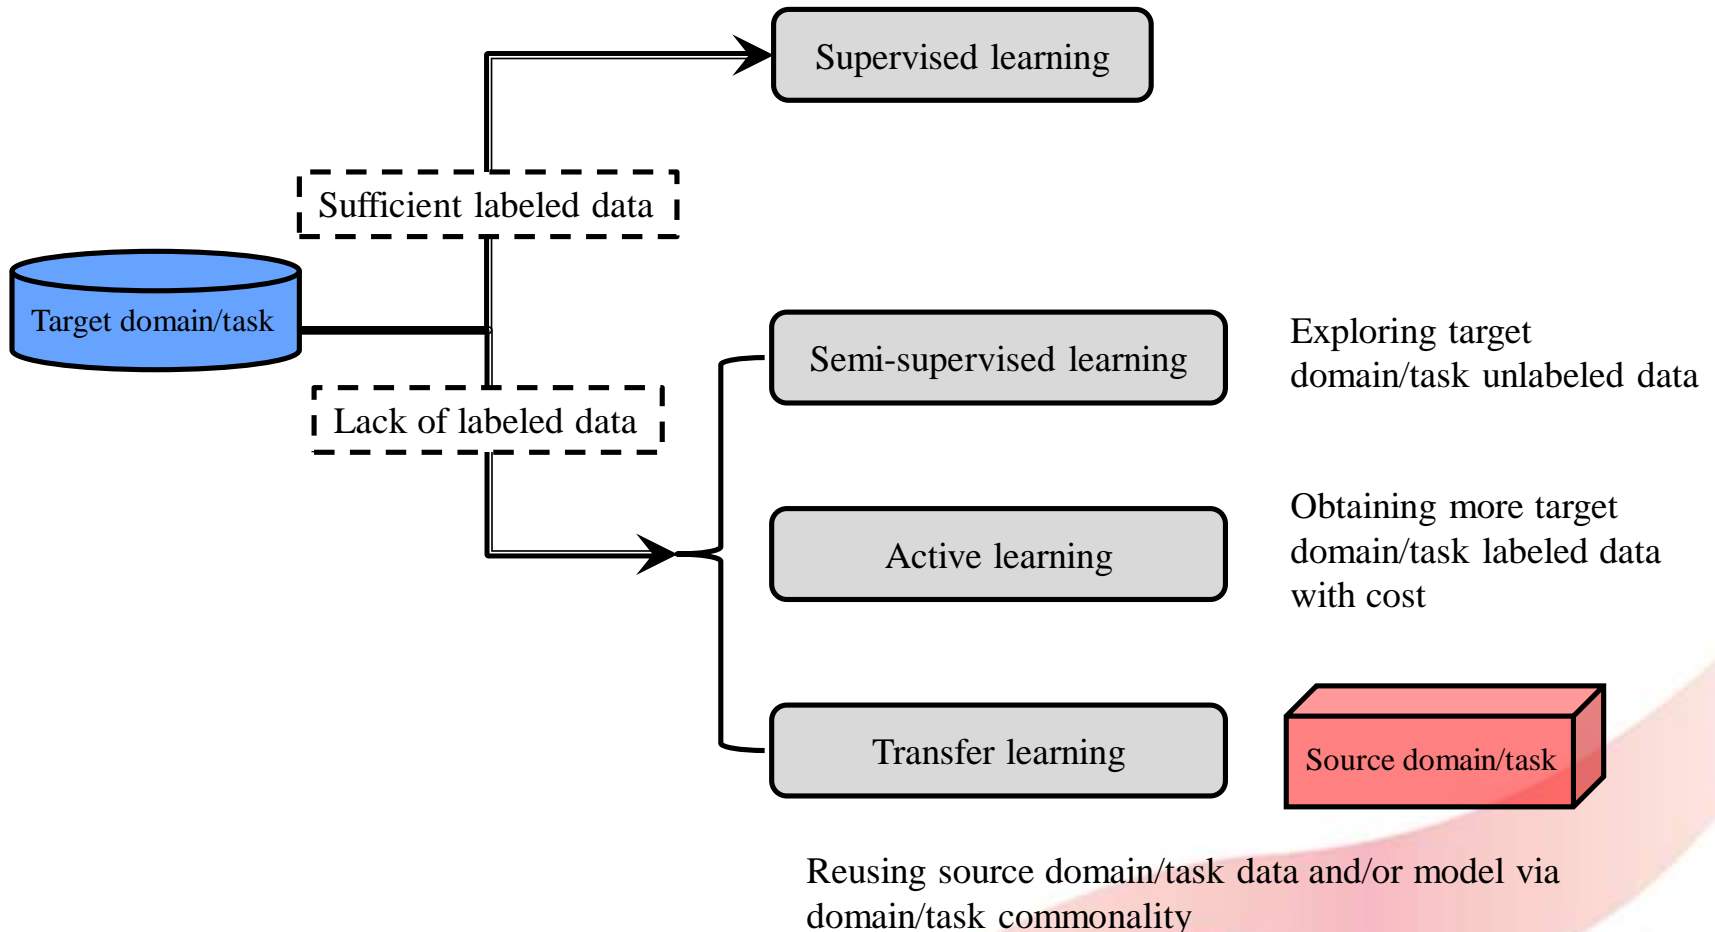 Supervised learning
Sufficient labeled data
Target domain/task
Lack of labeled data
Semi-supervised learning
Exploring target
domain/task unlabeled data
Active learning
Obtaining more target
domain/task labeled data
with cost
Transfer learning
Source domain/task
Reusing source domain/task data and/or model via
domain/task commonality